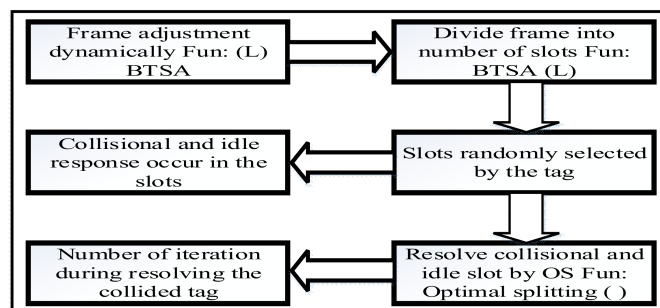 Frame adjustment
dynamically Fun: (L)
BTSA
Divide frame into
number of slots Fun:
BTSA (L)
Collisional and idle
response occur in the
slots
Slots randomly selected
by the tag
Number of iteration
during resolving the
collided tag
Resolve collisional and
idle slot by OS Fun:
Optimal splitting ( )